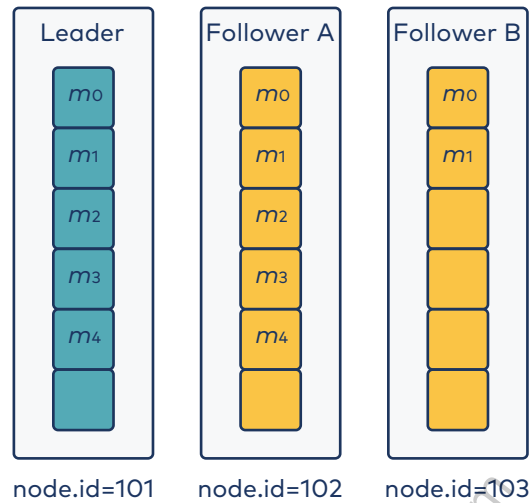 Leader
m0
m1
m2
m3
m4
node.id=101
Follower A
m0
m1
m2
m3
m4
node.id=102
Follower B
m0
m1
node.id=103